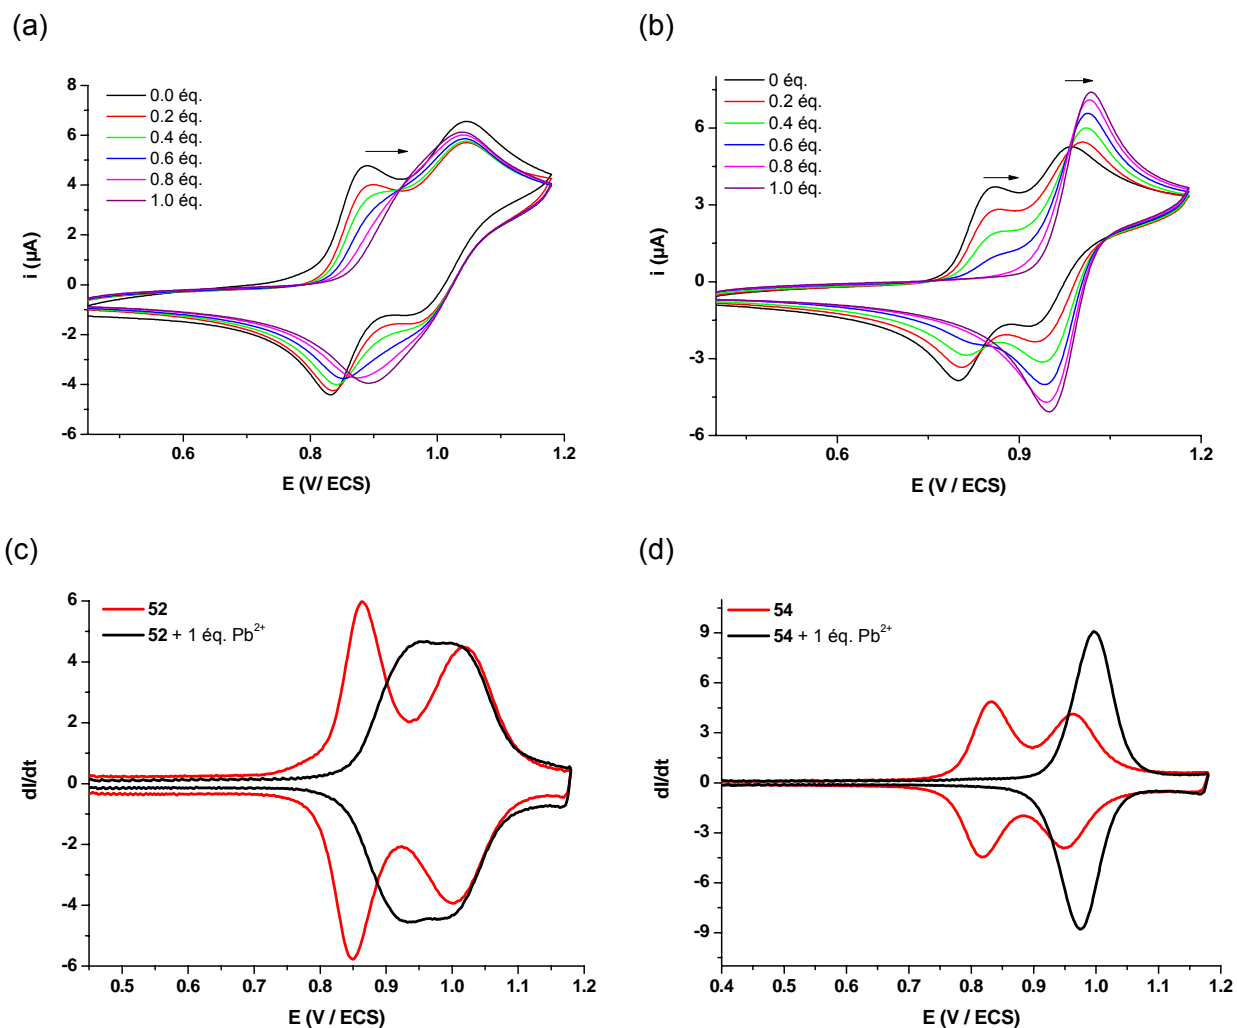 (a)
8
6
4
2
0
-2
-4
-6
i (µA)
0.0 éq.
0.2 éq.
0.4 éq.
0.6 éq.
0.8 éq.
1.0 éq.
0.6
0.8
1.0
1.2
E (V/ ECS)
(b)
6
3
0
-3
-6
i (µA)
0 éq.
0.2 éq.
0.4 éq.
0.6 éq.
0.8 éq.
1.0 éq.
0.6
0.9
1.2
E (V / ECS)
(c)
6
4
2
0
-2
-4
-6
dI/dt
52
52 + 1 éq. Pb²⁺
0.5
0.6
0.7
0.8
0.9
1.0
1.1
1.2
E (V / ECS)
(d)
9
6
3
0
-3
-6
-9
dI/dt
54
54 + 1 éq. Pb²⁺
0.4
0.5
0.6
0.7
0.8
0.9
1.0
1.1
1.2
E (V / ECS)